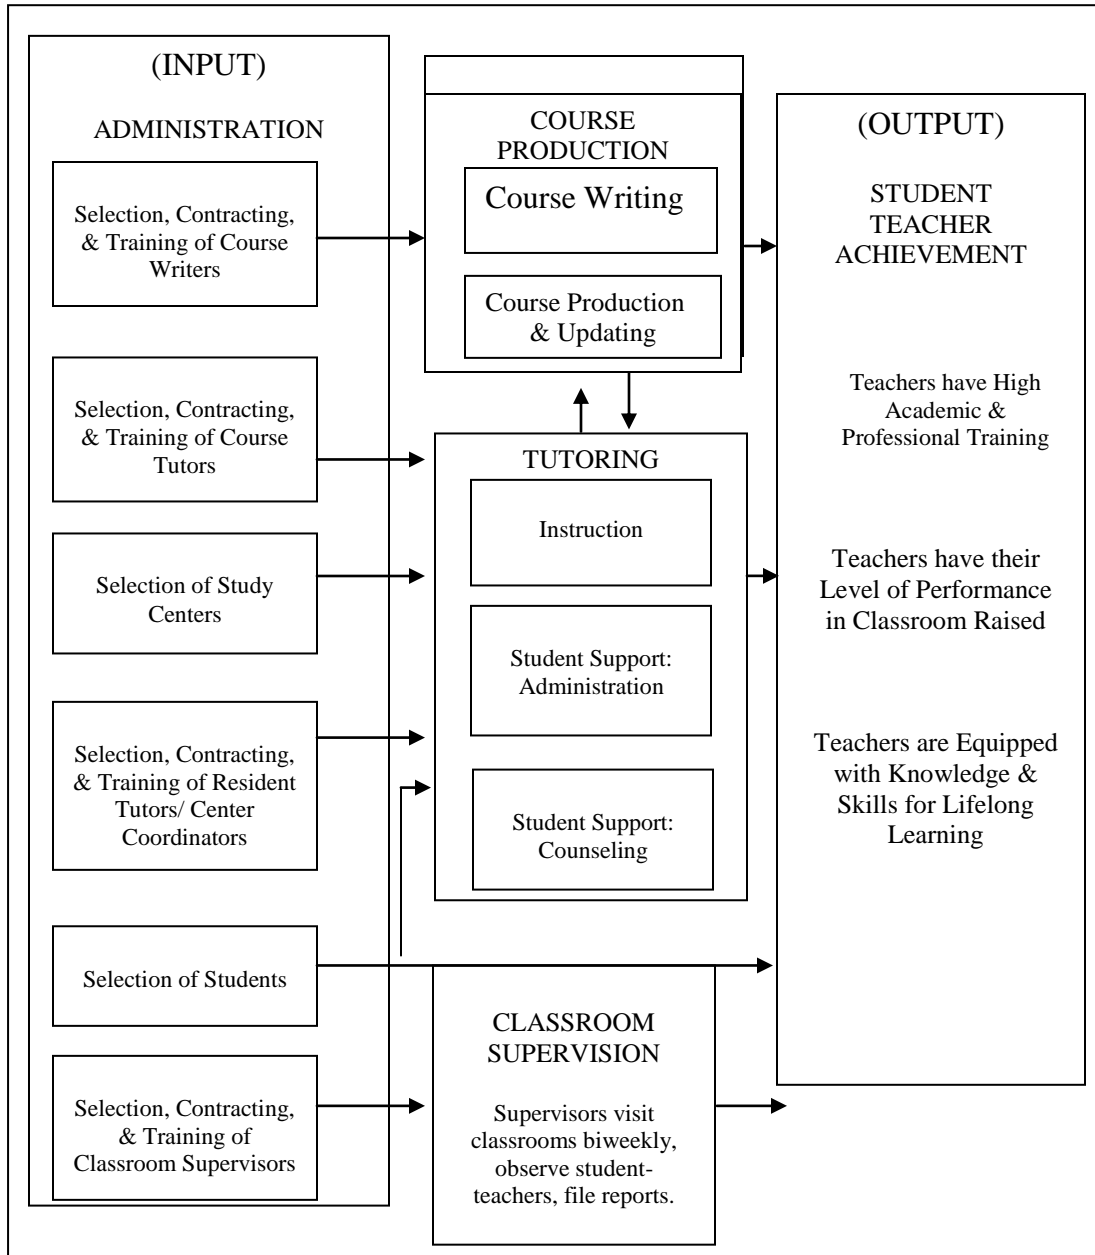 (INPUT)
ADMINISTRATION
Selection, Contracting,
& Training of Course
Writers
Selection, Contracting,
& Training of Course
Tutors
Selection of Study
Centers
Selection, Contracting,
& Training of Resident
Tutors/ Center
Coordinators
Selection of Students
Selection, Contracting,
& Training of
Classroom Supervisors
COURSE
PRODUCTION
Course Writing
Course Production
& Updating
TUTORING
Instruction
Student Support:
Administration
Student Support:
Counseling
CLASSROOM
SUPERVISION
Supervisors visit
classrooms biweekly,
observe student-
teachers, file reports.
(OUTPUT)
STUDENT
TEACHER
ACHIEVEMENT
Teachers have High
Academic &
Professional Training
Teachers have their
Level of Performance
in Classroom Raised
Teachers are Equipped
with Knowledge &
Skills for Lifelong
Learning